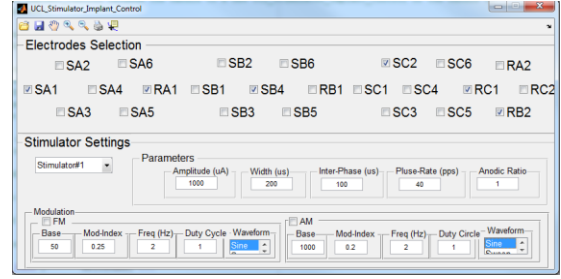 UCL_Stimulator_Implant_Control
Electrodes Selection
SA2 SA6 SB2 SB6 SC2 SC6 RA2
SA1 SA4 RA1 SB1 SB4 RB1 SC1 SC4 RC1 RC2
SA3 SA5 SB3 SB5 SC3 SC5 RB2
Stimulator Settings
Stimulator#1
Parameters
Amplitude (uA) Width (us) Inter-Phase (us) Pluse-Rate (pps) Anodic Ratio
1000 200 100 40 1
Modulation
FM AM
Base Mod-Index Freq (Hz) Duty Cycle Waveform Base Mod-Index Freq (Hz) Duty Circle Waveform
50 0.25 2 1 Sine 1000 0.2 2 1 Sine